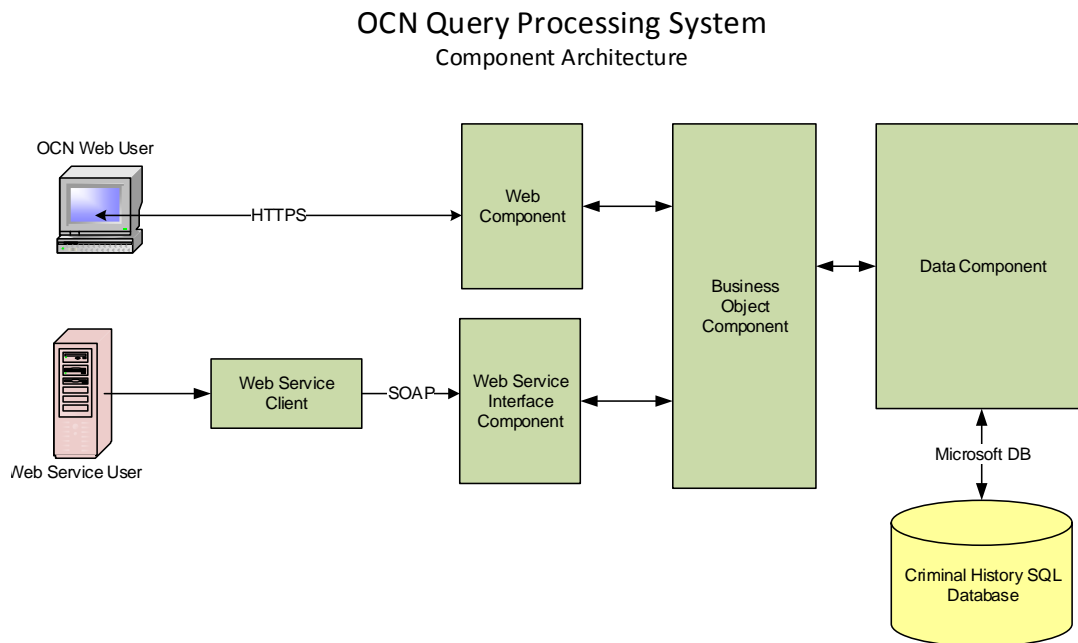 OCN Query Processing System
Component Architecture
OCN Web User
HTTPS
Web
Component
Business
Object
Component
Data Component
Web Service
Client
SOAP
Web Service
Interface
Component
Web Service User
Microsoft DB
Criminal History SQL
Database